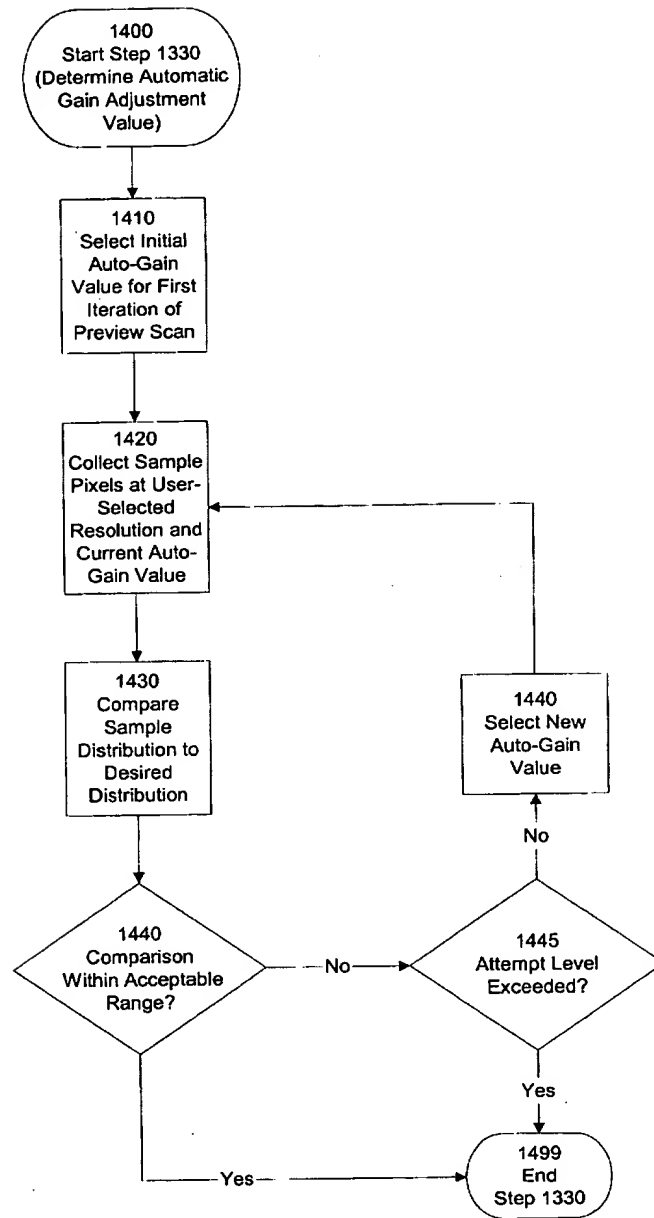 1400
Start Step 1330
(Determine Automatic
Gain Adjustment
Value)
1410
Select Initial
Auto-Gain
Value for First
Iteration of
Preview Scan
1420
Collect Sample
Pixels at User-
Selected
Resolution and
Current Auto-
Gain Value
1430
Compare
Sample
Distribution to
Desired
Distribution
1440
Select New
Auto-Gain
Value
No
1440
Comparison
Within Acceptable
Range?
No
1445
Attempt Level
Exceeded?
Yes
Yes
1499
End
Step 1330